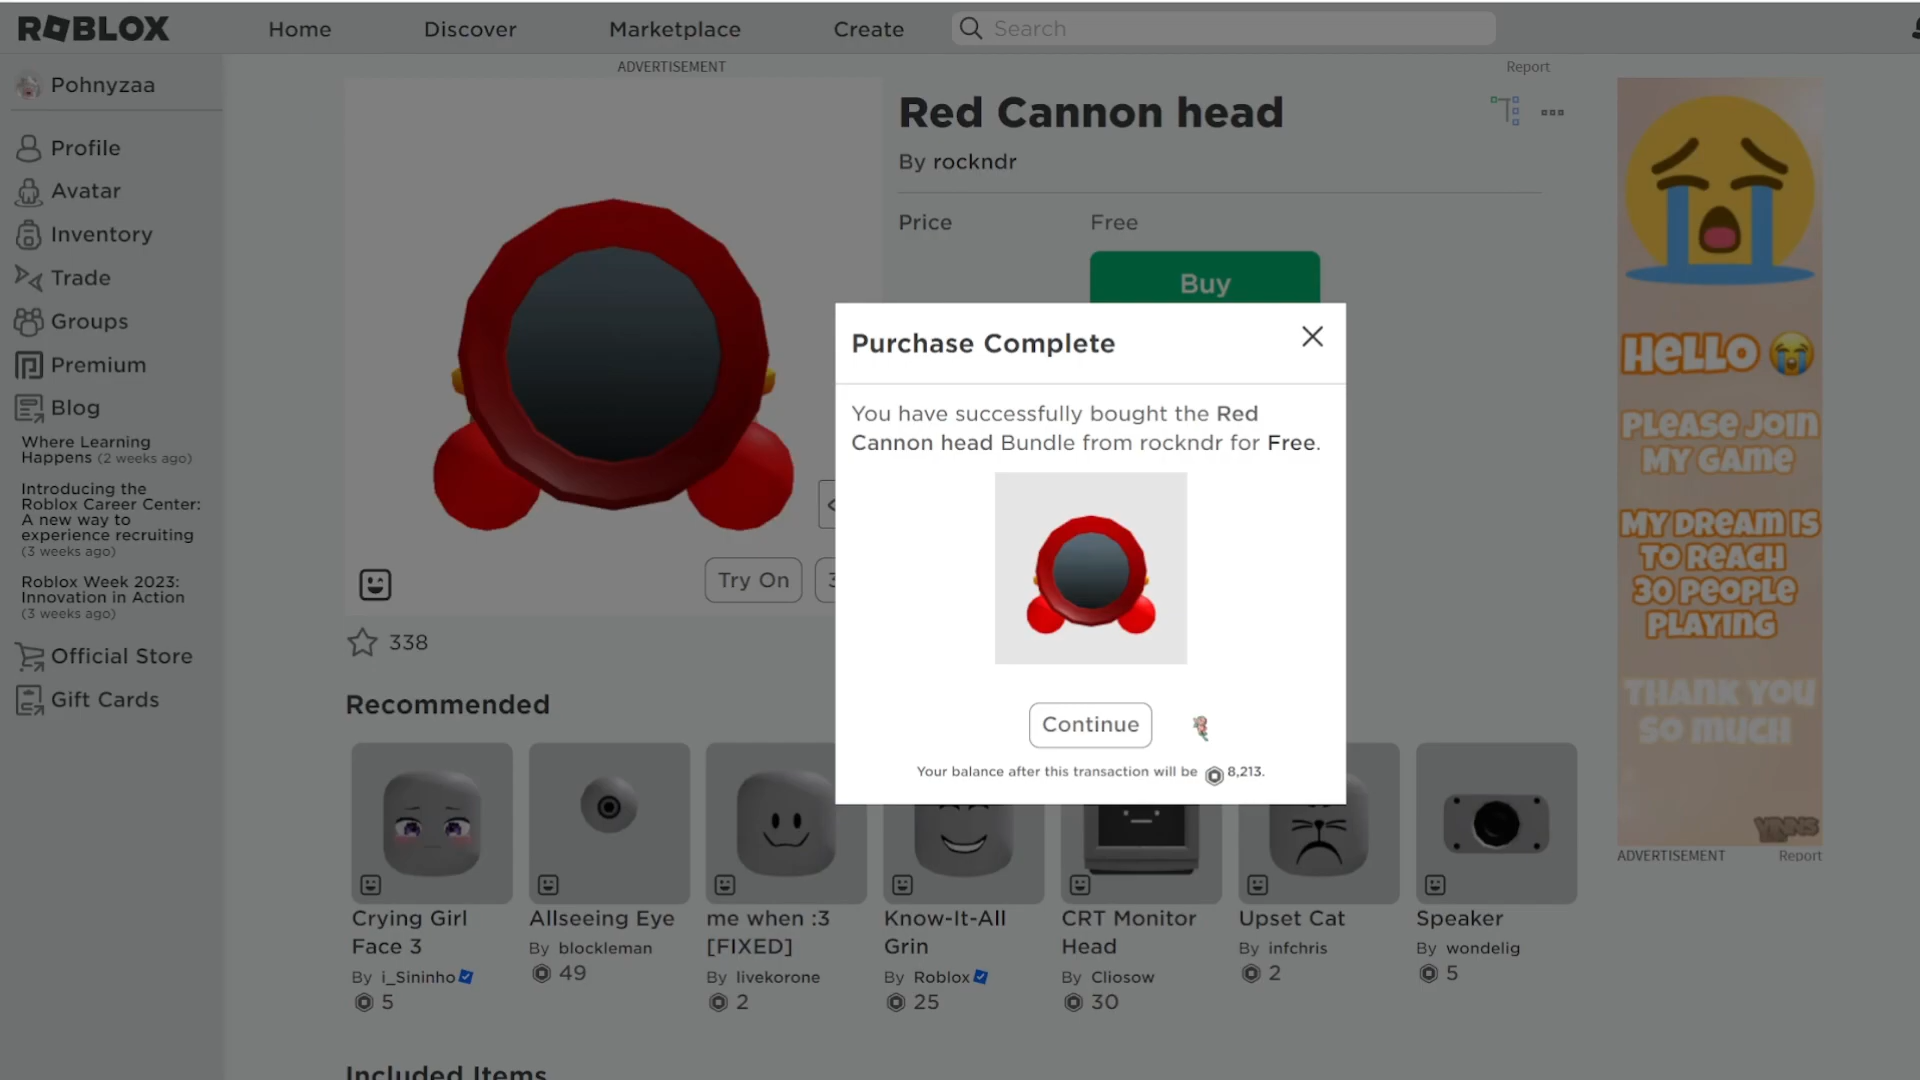 ROBLOX
Home
Discover
Marketplace
Create
Search
Pohnyzaa
Profile
Avatar
Inventory
Trade
Groups
Premium
Blog
Where Learning
Happens (2 weeks ago)
Introducing the
Roblox Career Center:
A new way to
experience recruiting
(3 weeks ago)
Roblox Week 2023:
Innovation in Action
(3 weeks ago)
Official Store
Gift Cards
ADVERTISEMENT
Report
Red Cannon head
By rockndr
Price
Free
Buy
Try On
338
Purchase Complete
You have successfully bought the Red
Cannon head Bundle from rockndr for Free.
Continue
Your balance after this transaction will be 8,213.
Recommended
Crying Girl
Face 3
By i_Sininho
5
Allseeing Eye
By blockleman
49
me when :3
[FIXED]
By livekorone
2
Know-It-All
Grin
By Roblox
25
CRT Monitor
Head
By Cliosow
30
Upset Cat
By infchris
2
Speaker
By wondelig
5
Included Items
HELLO
PLEASE JOIN
MY GAME
MY DREAM IS
TO REACH
30 PEOPLE
PLAYING
THANK YOU
SO MUCH
ADVERTISEMENT
Report